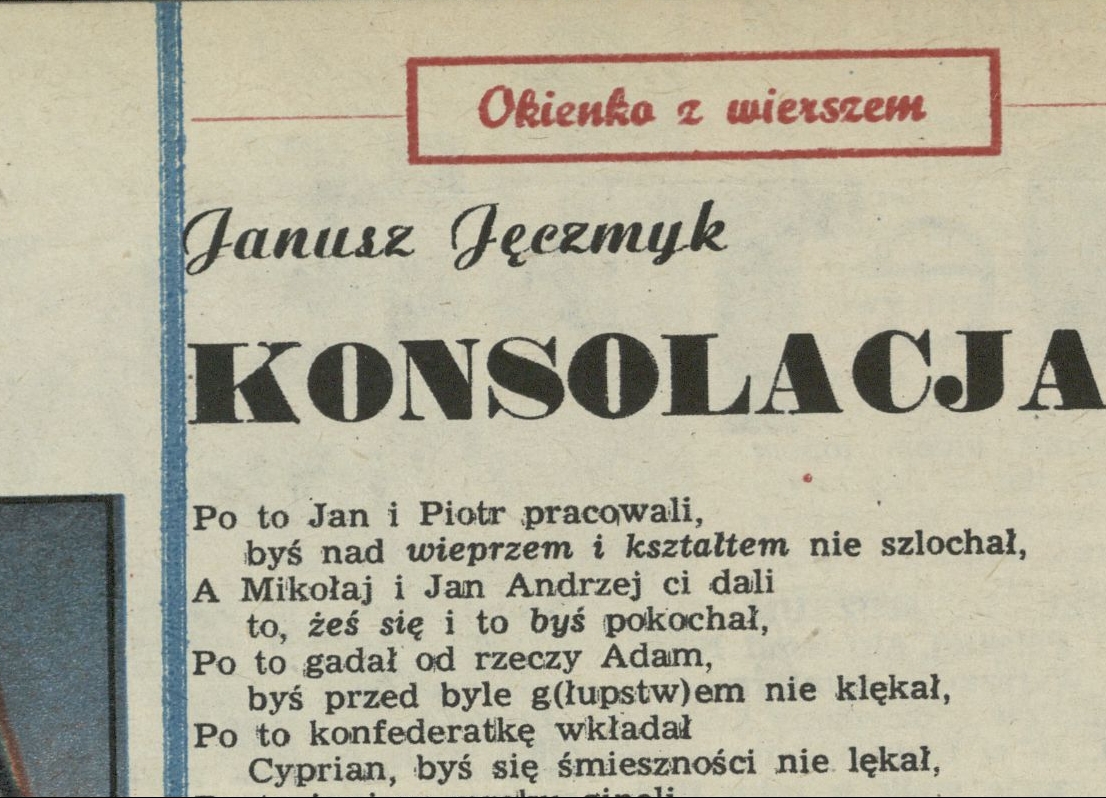 Okienko z wierszem
Janusz Jęczmyk
KONSOLACJA
Po to Jan i Piotr pracowali,
byś nad wieprzem i kształtem nie szlochał,
A Mikołaj i Jan Andrzej ci dali
to, żeś się i to byś pokochał,
Po to gadał od rzeczy Adam,
byś przed byle g(łupstw)em nie klękał,
Po to konfederatkę wkładał
Cyprian, byś się śmieszności nie lękał,